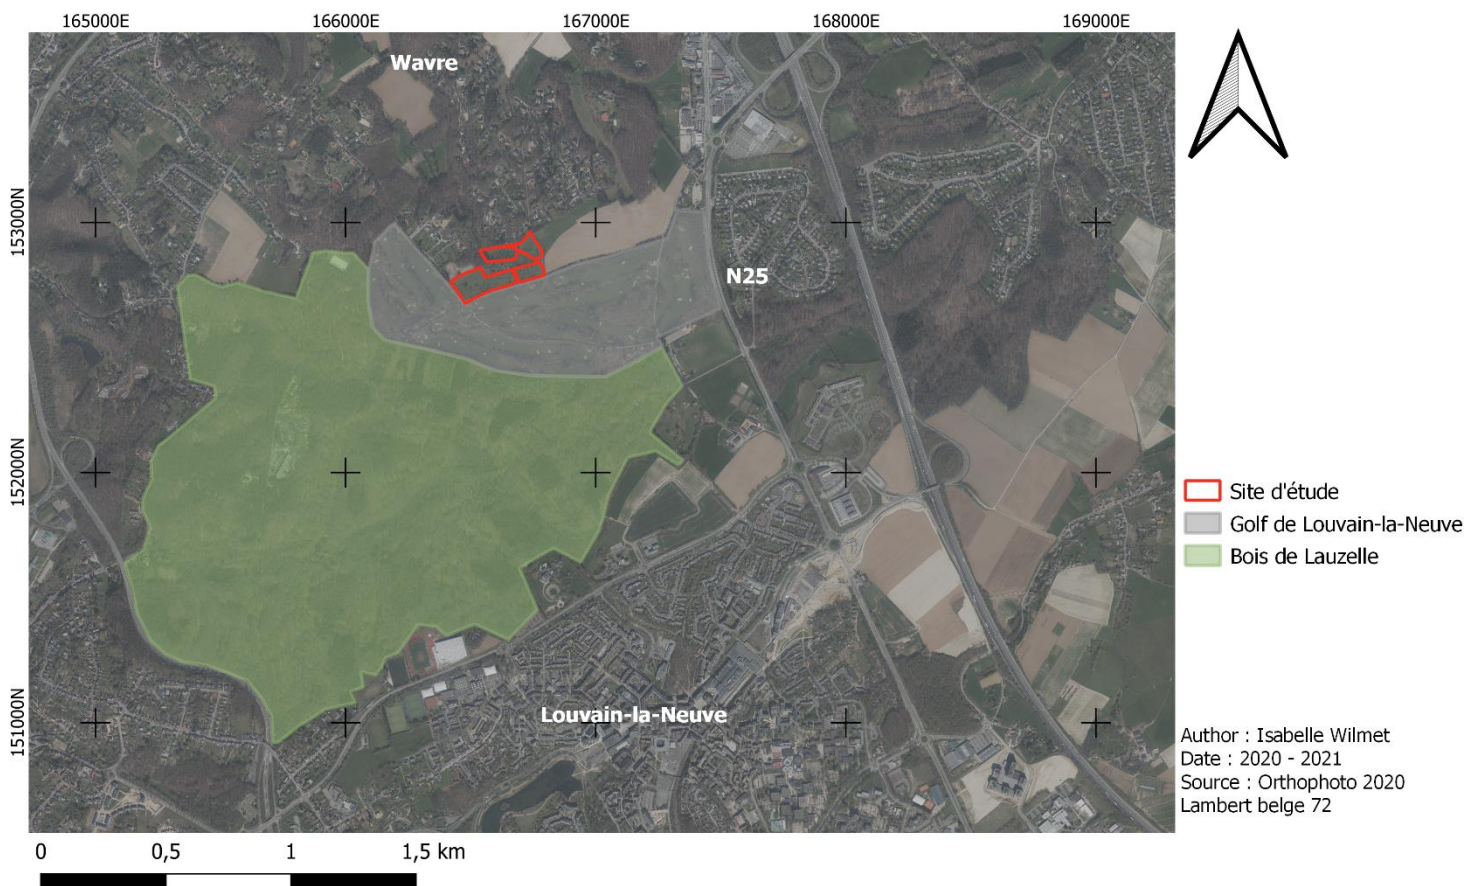 165000E 166000E 167000E 168000E 169000E
Wavre
153000N
N25
152000N
Site d'étude
Golf de Louvain-la-Neuve
Bois de Lauzelle
151000N
Louvain-la-Neuve
Author : Isabelle Wilmet
Date : 2020 - 2021
Source : Orthophoto 2020
Lambert belge 72
0 0,5 1 1,5 km